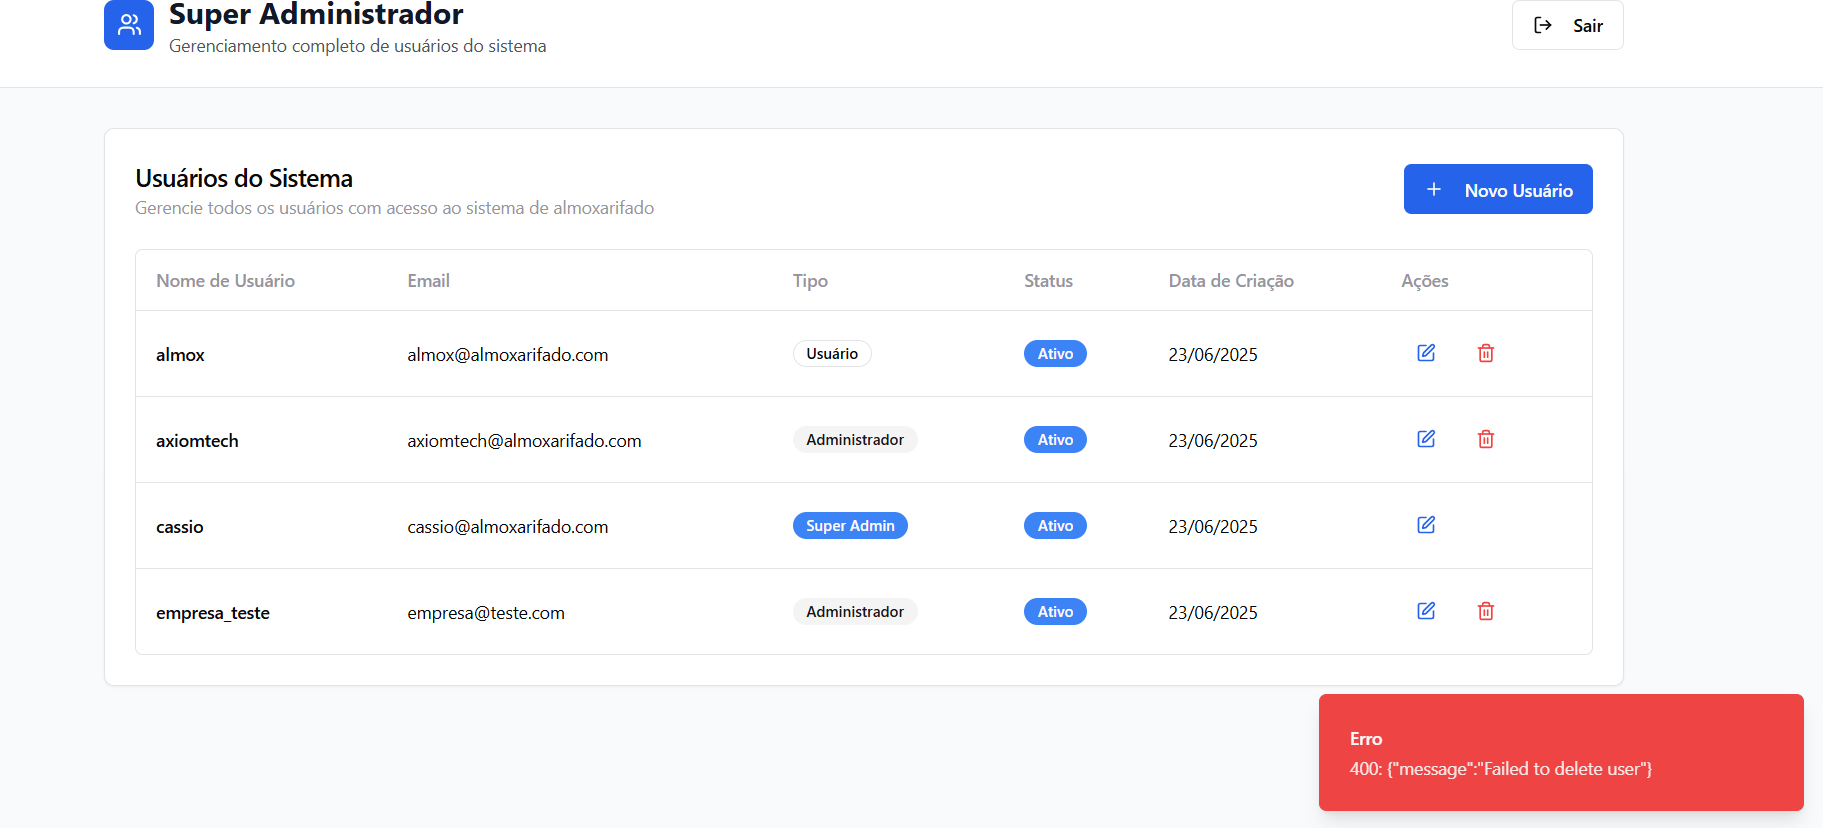 Super Administrador
Gerenciamento completo de usuários do sistema
Sair
Usuários do Sistema
Gerencie todos os usuários com acesso ao sistema de almoxarifado
Novo Usuário
Nome de Usuário Email Tipo Status Data de Criação Ações
almox almox@almoxarifado.com Usuário Ativo 23/06/2025
axiomtech axiomtech@almoxarifado.com Administrador Ativo 23/06/2025
cassio cassio@almoxarifado.com Super Admin Ativo 23/06/2025
empresa_teste empresa@teste.com Administrador Ativo 23/06/2025
Erro
400: {"message":"Failed to delete user"}